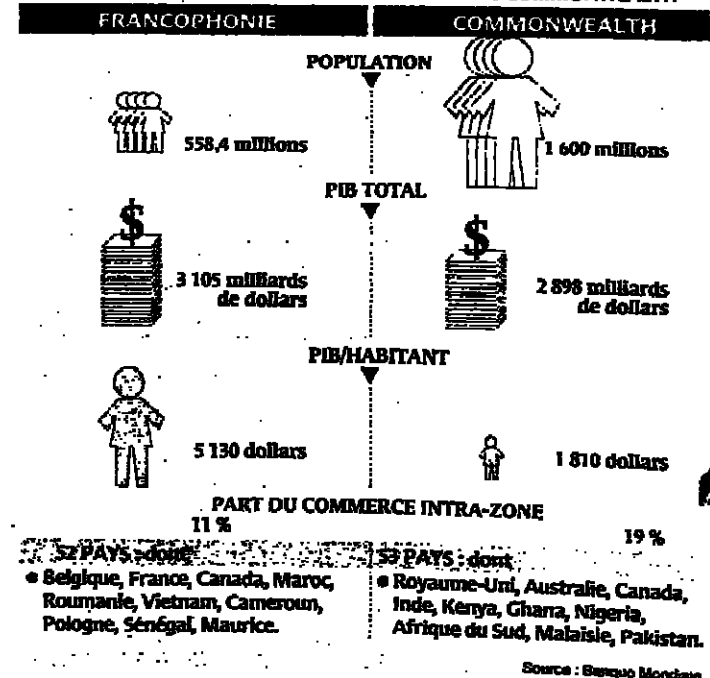 FRANCOPHONIE
COMMONWEALTH
POPULATION
558,4 millions
1 600 millions
PIB TOTAL
$
$
3 105 milliards
de dollars
2 898 milliards
de dollars
PIB/HABITANT
5 130 dollars
1 810 dollars
PART DU COMMERCE INTRA-ZONE
11 %
19 %
52 PAYS : dont
• Belgique, France, Canada, Maroc,
Roumanie, Vietnam, Cameroun,
Pologne, Sénégal, Maurice.
53 PAYS : dont
• Royaume-Uni, Australie, Canada,
Inde, Kenya, Ghana, Nigeria,
Afrique du Sud, Malaisie, Pakistan.
Source : Banque Mondiale